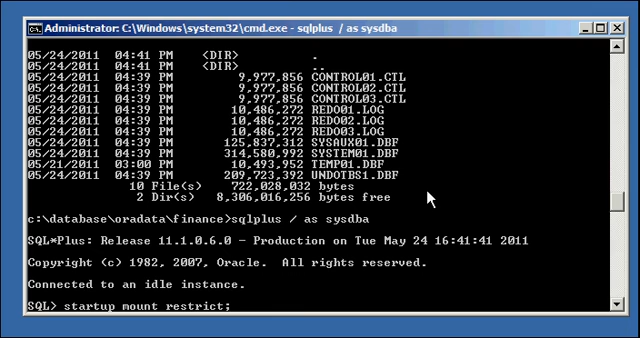 Administrator: C:\Windows\system32\cmd.exe - sqlplus / as sysdba
05/24/2011 04:41 PM <DIR> .
05/24/2011 04:41 PM <DIR> ..
05/24/2011 04:39 PM 9,977,856 CONTROL01.CTL
05/24/2011 04:39 PM 9,977,856 CONTROL02.CTL
05/24/2011 04:39 PM 9,977,856 CONTROL03.CTL
05/24/2011 04:39 PM 10,486,272 REDO01.LOG
05/24/2011 04:39 PM 10,486,272 REDO02.LOG
05/24/2011 04:39 PM 10,486,272 REDO03.LOG
05/24/2011 04:39 PM 125,837,312 SYSAUX01.DBF
05/24/2011 04:39 PM 314,580,992 SYSTEM01.DBF
05/21/2011 03:00 PM 10,493,952 TEMP01.DBF
05/24/2011 04:39 PM 209,723,392 UNDOTBS1.DBF
10 File(s) 722,028,032 bytes
2 Dir(s) 8,306,016,256 bytes free
c:\database\oradata\finance>sqlplus / as sysdba
SQL*Plus: Release 11.1.0.6.0 - Production on Tue May 24 16:41:41 2011
Copyright (c) 1982, 2007, Oracle. All rights reserved.
Connected to an idle instance.
SQL> startup mount restrict;